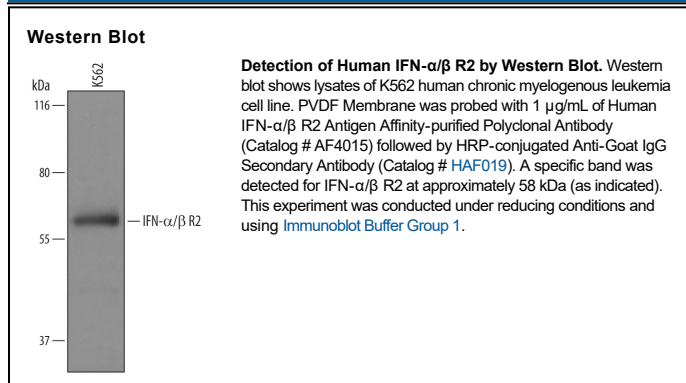 Western Blot
kDa
K562
116
80
55
37
IFN-α/β R2
Detection of Human IFN-α/β R2 by Western Blot. Western
blot shows lysates of K562 human chronic myelogenous leukemia
cell line. PVDF Membrane was probed with 1 µg/mL of Human
IFN-α/β R2 Antigen Affinity-purified Polyclonal Antibody
(Catalog # AF4015) followed by HRP-conjugated Anti-Goat IgG
Secondary Antibody (Catalog # HAF019). A specific band was
detected for IFN-α/β R2 at approximately 58 kDa (as indicated).
This experiment was conducted under reducing conditions and
using Immunoblot Buffer Group 1.